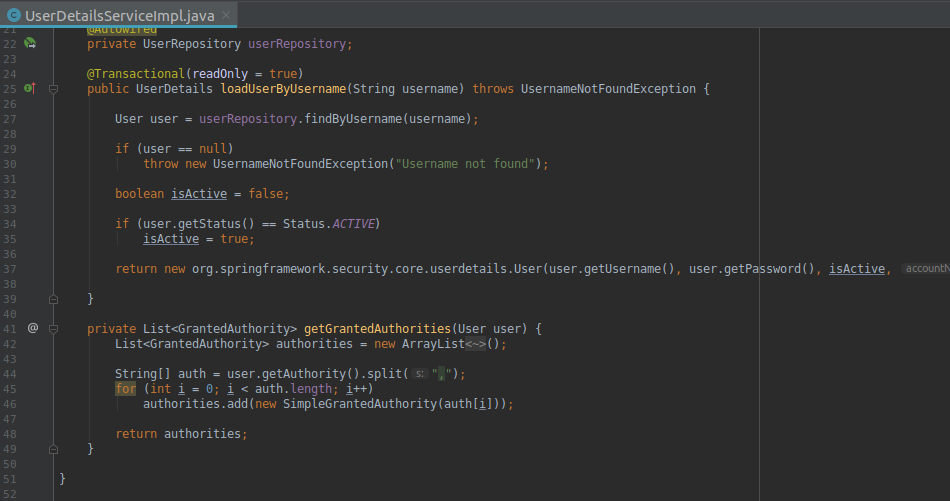 UserDetailsServiceImpl.java
21 @Autowired
22 private UserRepository userRepository;
23
24 @Transactional(readOnly = true)
25 public UserDetails loadUserByUsername(String username) throws UsernameNotFoundException {
26
27 User user = userRepository.findByUsername(username);
28
29 if (user == null)
30 throw new UsernameNotFoundException("Username not found");
31
32 boolean isActive = false;
33
34 if (user.getStatus() == Status.ACTIVE)
35 isActive = true;
36
37 return new org.springframework.security.core.userdetails.User(user.getUsername(), user.getPassword(), isActive, accountN
38
39 }
40
41 @ private List<GrantedAuthority> getGrantedAuthorities(User user) {
42 List<GrantedAuthority> authorities = new ArrayList<~>();
43
44 String[] auth = user.getAuthority().split( s: ",");
45 for (int i = 0; i < auth.length; i++)
46 authorities.add(new SimpleGrantedAuthority(auth[i]));
47
48 return authorities;
49 }
50
51 }
52